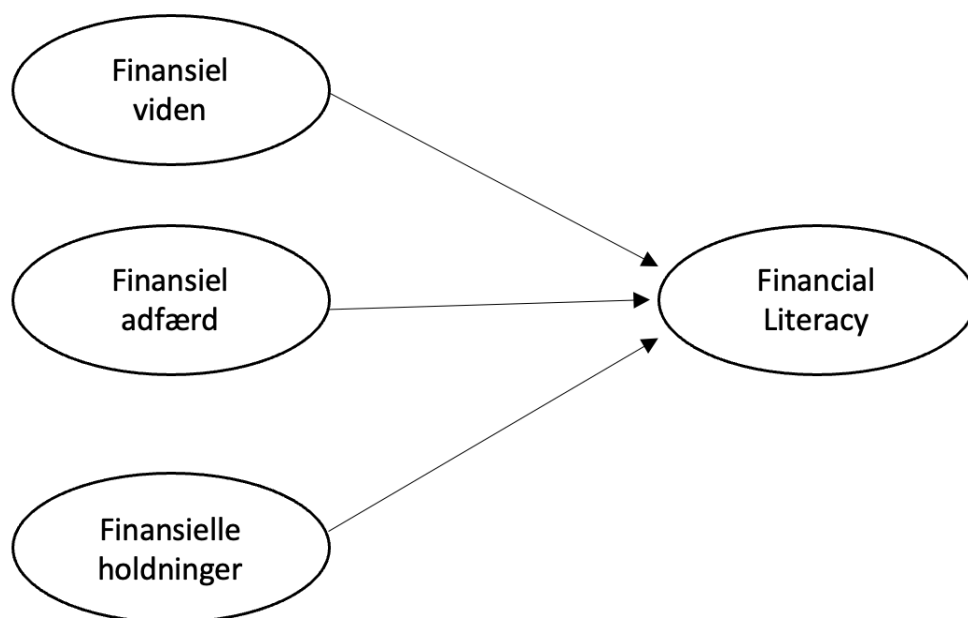 Finansiel
viden
Finansiel
adfærd
Financial
Literacy
Finansielle
holdninger